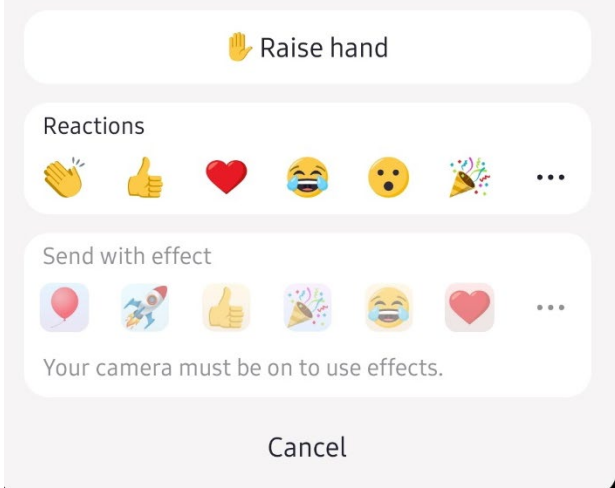 Raise hand
Reactions
Send with effect
Your camera must be on to use effects.
Cancel